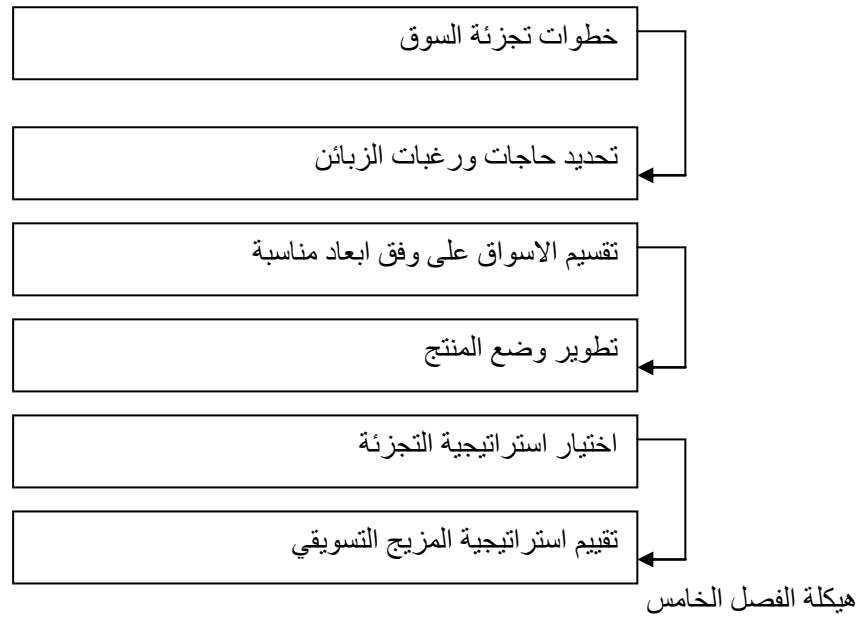 خطوات تجزئة السوق
تحديد حاجات ورغبات الزبائن
تقسيم الاسواق على وفق ابعاد مناسبة
تطوير وضع المنتج
اختيار استراتيجية التجزئة
تقييم استراتيجية المزيج التسويقي
هيكلة الفصل الخامس